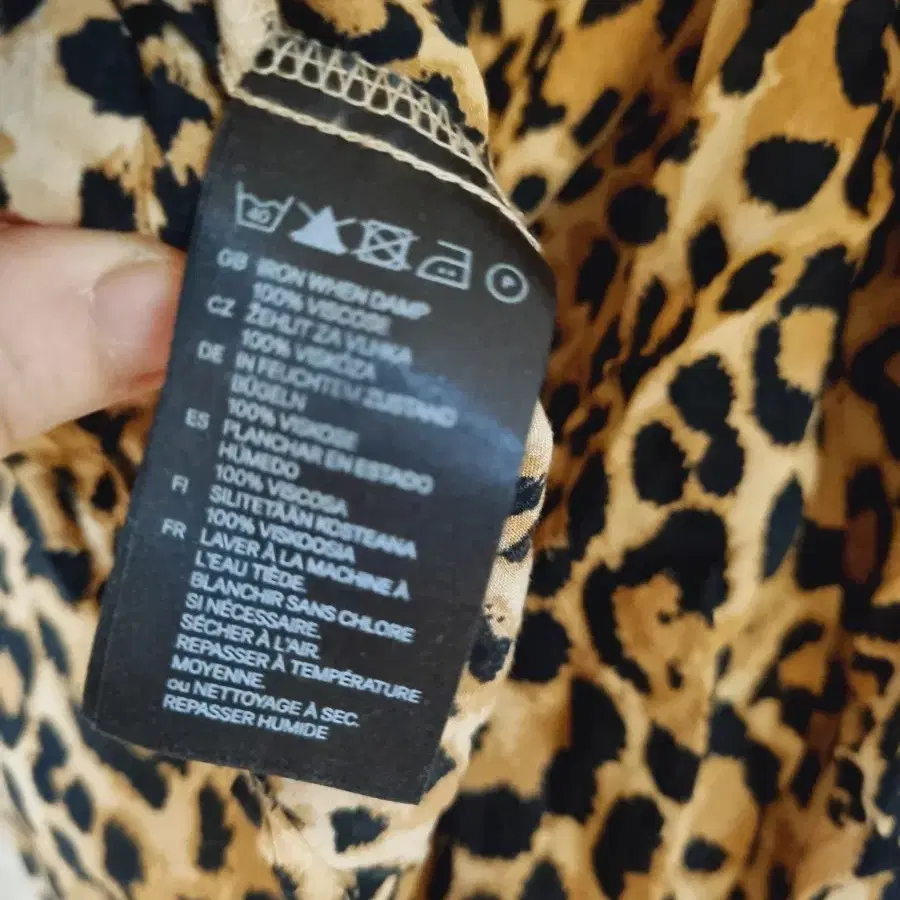 40
P
GB IRON WHEN DAMP
100% VISCOSE
CZ ŽEHLIT ZA VLHKA
100% VISKÓZA
DE IN FEUCHTEM ZUSTAND
BÜGELN
100% VISKOSE
ES PLANCHAR EN ESTADO
HÚMEDO
100% VISCOSA
FI SILITETÄÄN KOSTEANA
100% VISKOOSIA
FR LAVER À LA MACHINE À
L'EAU TIÈDE.
BLANCHIR SANS CHLORE
SI NÉCESSAIRE.
SÉCHER À L'AIR.
REPASSER À TEMPÉRATURE
MOYENNE.
ou NETTOYAGE À SEC.
REPASSER HUMIDE